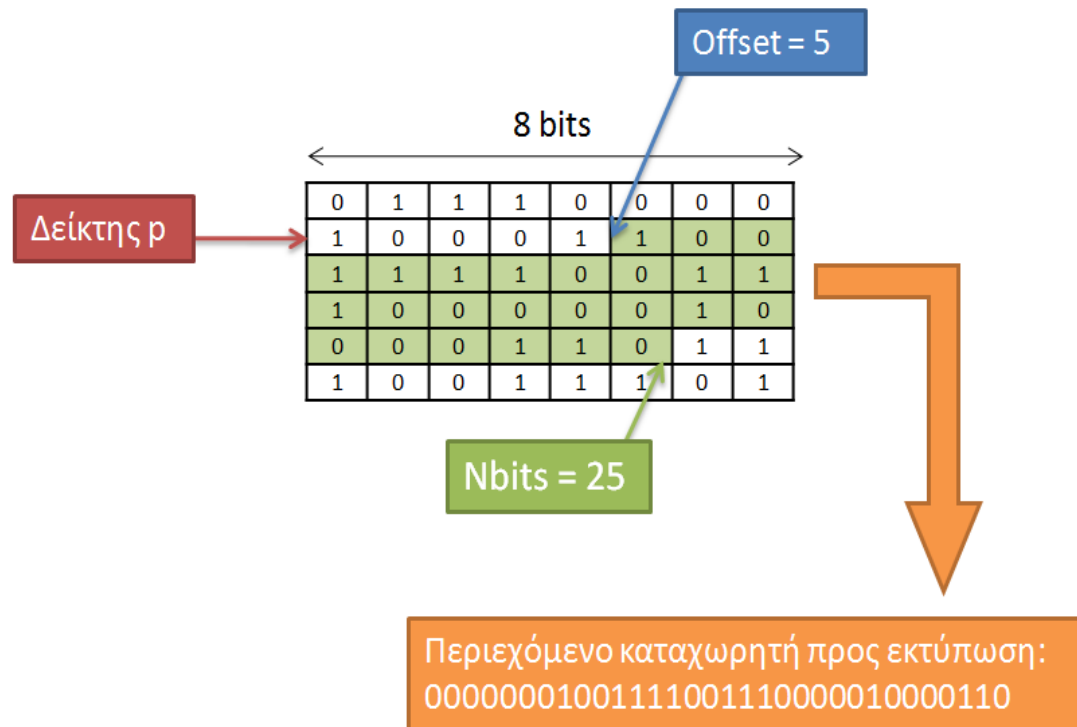 Offset = 5
8 bits
Δείκτης p
0 1 1 1 0 0 0 0
1 0 0 0 1 1 0 0
1 1 1 1 0 0 1 1
1 0 0 0 0 0 1 0
0 0 0 1 1 0 1 1
1 0 0 1 1 1 0 1
Nbits = 25
Περιεχόμενο καταχωρητή προς εκτύπωση:
000000010011111001110000010000110